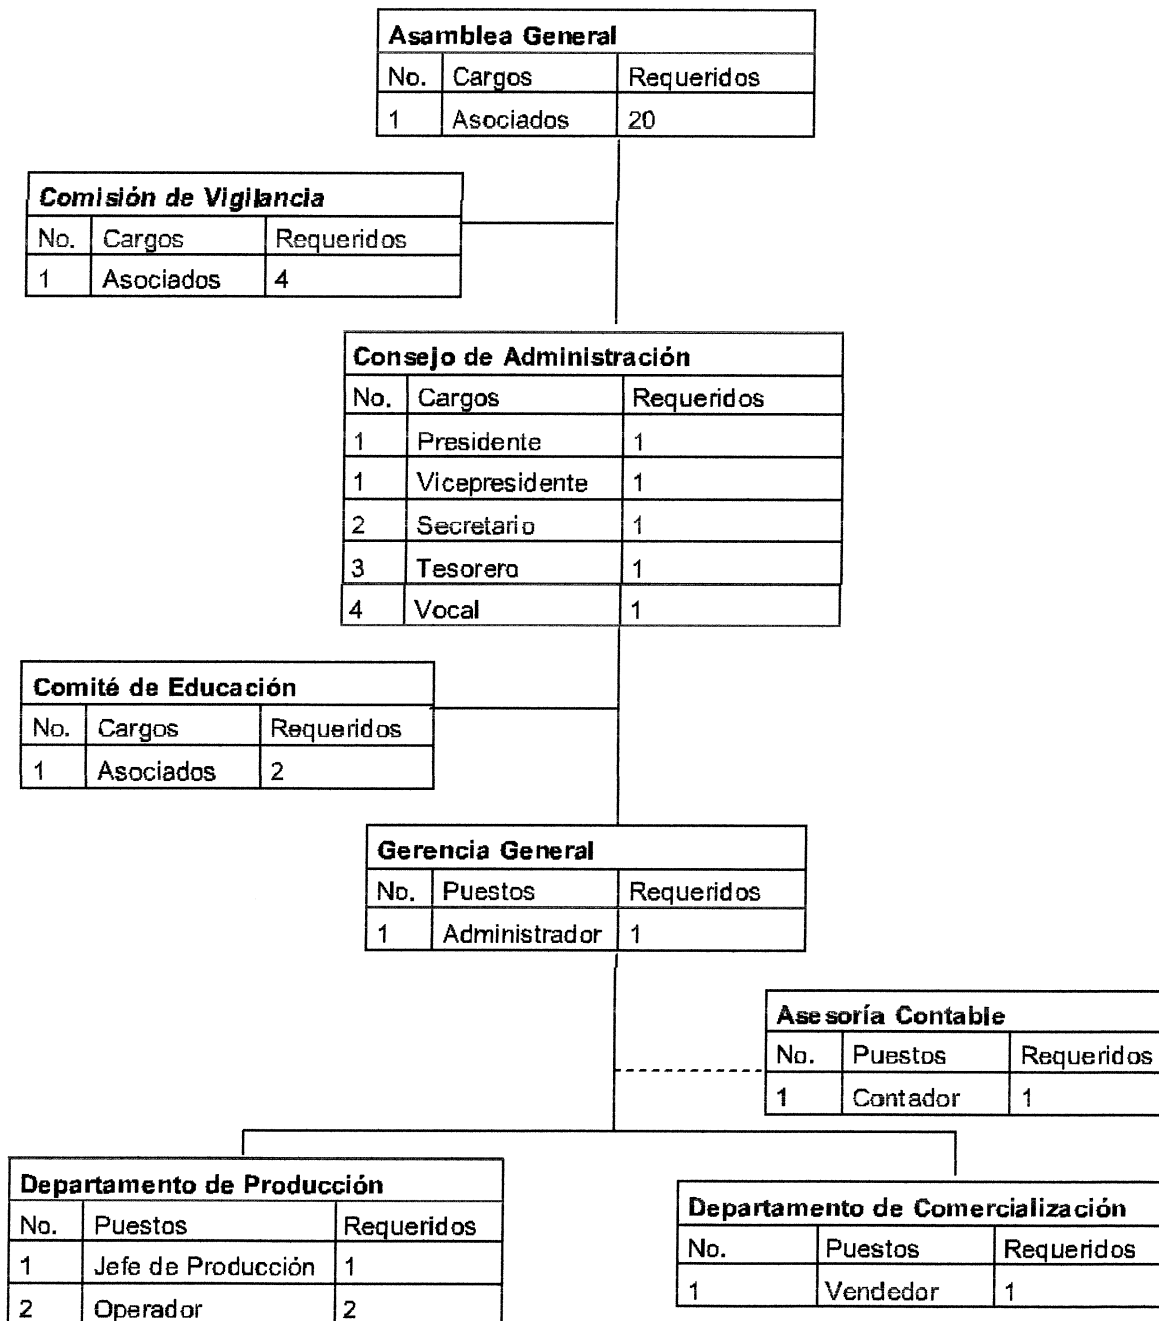 Asamblea General
No. Cargos Requeridos
1 Asociados 20
Comisión de Vigilancia
No. Cargos Requeridos
1 Asociados 4
Consejo de Administración
No. Cargos Requeridos
1 Presidente 1
1 Vicepresidente 1
2 Secretario 1
3 Tesorero 1
4 Vocal 1
Comité de Educación
No. Cargos Requeridos
1 Asociados 2
Gerencia General
No. Puestos Requeridos
1 Administrador 1
Asesoría Contable
No. Puestos Requeridos
1 Contador 1
Departamento de Producción
No. Puestos Requeridos
1 Jefe de Producción 1
2 Operador 2
Departamento de Comercialización
No. Puestos Requeridos
1 Vendedor 1